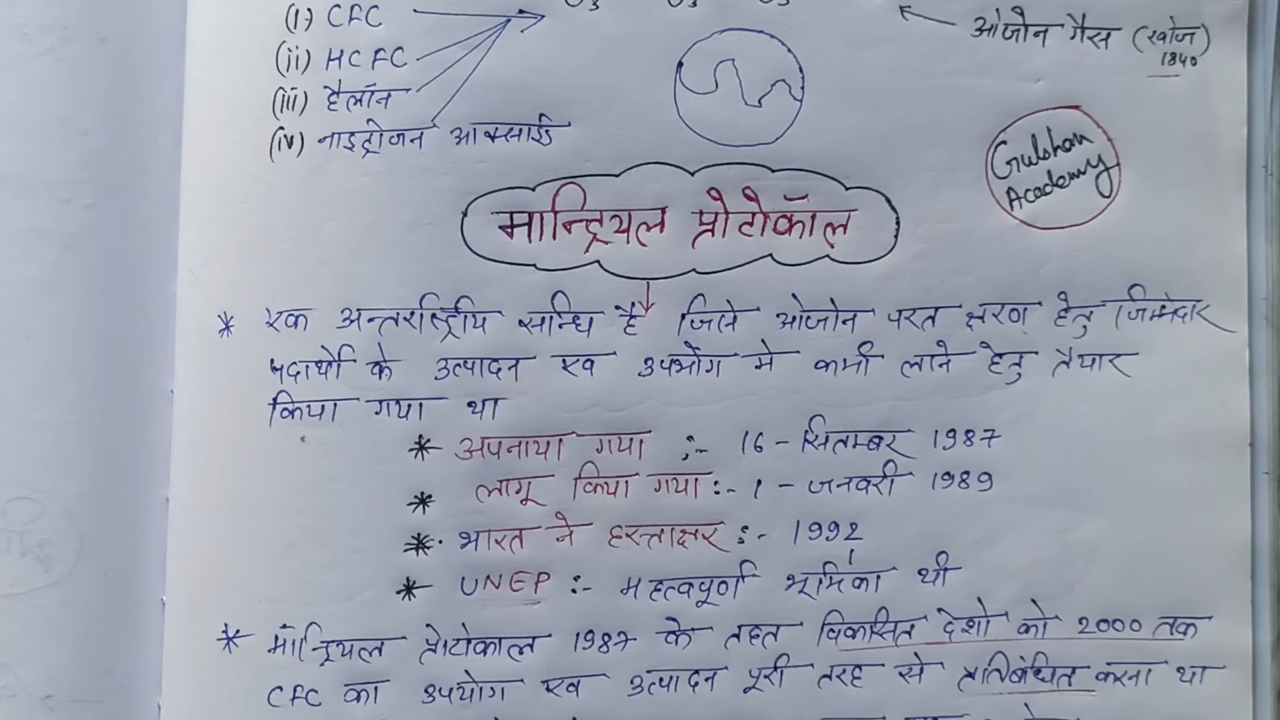 (i) CFC
ओजोन गैस (खोज)
1840
(ii) HCFC
(iii) हैलॉन
(iv) नाइट्रोजन आक्साईड
Gulshan
Academy
मान्ट्रियल प्रोटोकॉल
* एक अन्तर्राष्ट्रीय सन्धि है जिसे ओजोन परत क्षरण हेतु जिम्मेदार
पदार्थो के उत्पादन एव उपभोग मे कमी लाने हेतु तैयार
किया गया था
* अपनाया गया :- 16 - सितम्बर 1987
* लागू किया गया :- 1 - जनवरी 1989
* भारत ने हस्ताक्षर :- 1992
* UNEP :- महत्वपूर्ण भूमिका थी
* मॉन्ट्रियल प्रोटोकाल 1987 के तहत विकासित देशो को 2000 तक
CFC का उपयोग एव उत्पादन पूरी तरह से प्रतिबंधित करना था